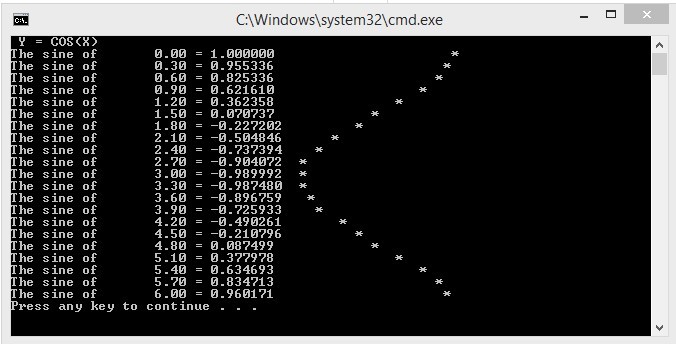 C:\Windows\system32\cmd.exe
Y = COS(X)
The sine of 0.00 = 1.000000 *
The sine of 0.30 = 0.955336 *
The sine of 0.60 = 0.825336 *
The sine of 0.90 = 0.621610 *
The sine of 1.20 = 0.362358 *
The sine of 1.50 = 0.070737 *
The sine of 1.80 = -0.227202 *
The sine of 2.10 = -0.504846 *
The sine of 2.40 = -0.737394 *
The sine of 2.70 = -0.904072 *
The sine of 3.00 = -0.989992 *
The sine of 3.30 = -0.987480 *
The sine of 3.60 = -0.896759 *
The sine of 3.90 = -0.725933 *
The sine of 4.20 = -0.490261 *
The sine of 4.50 = -0.210796 *
The sine of 4.80 = 0.087499 *
The sine of 5.10 = 0.377978 *
The sine of 5.40 = 0.634693 *
The sine of 5.70 = 0.834713 *
The sine of 6.00 = 0.960171 *
Press any key to continue . . .